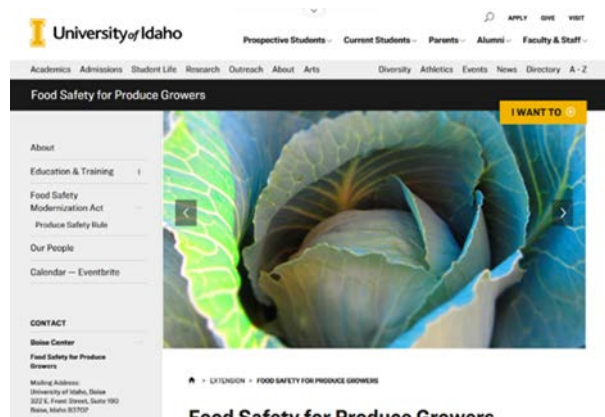 I University of Idaho
APPLY GIVE VISIT
Prospective Students Current Students Parents Alumni Faculty & Staff
Academics Admissions Student Life Research Outreach About Arts Diversity Athletics Events News Directory A - Z
Food Safety for Produce Growers
I WANT TO
About
Education & Training
Food Safety
Modernization Act
Produce Safety Rule
Our People
Calendar — Eventbrite
CONTACT
Boise Center
Food Safety for Produce
Growers
Mailing Address:
University of Idaho, Boise
322 E. Front Street, Suite 190
Boise, Idaho 83702
> EXTENSION > FOOD SAFETY FOR PRODUCE GROWERS
Food Safety for Produce Growers